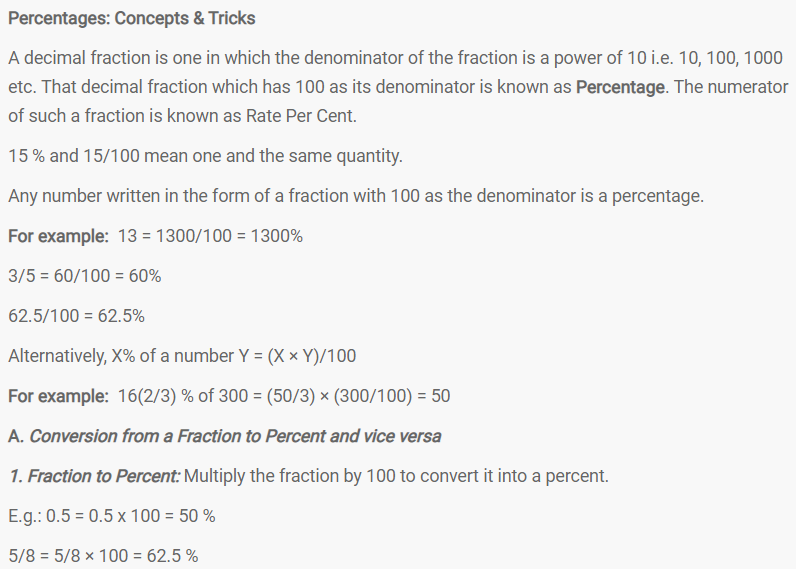 Percentages: Concepts & Tricks
A decimal fraction is one in which the denominator of the fraction is a power of 10 i.e. 10, 100, 1000
etc. That decimal fraction which has 100 as its denominator is known as Percentage. The numerator
of such a fraction is known as Rate Per Cent.
15 % and 15/100 mean one and the same quantity.
Any number written in the form of a fraction with 100 as the denominator is a percentage.
For example:  13 = 1300/100 = 1300%
3/5 = 60/100 = 60%
62.5/100 = 62.5%
Alternatively, X% of a number Y = (X × Y)/100
For example:  16(2/3) % of 300 = (50/3) × (300/100) = 50
A. Conversion from a Fraction to Percent and vice versa
1. Fraction to Percent: Multiply the fraction by 100 to convert it into a percent.
E.g.: 0.5 = 0.5 x 100 = 50 %
5/8 = 5/8 × 100 = 62.5 %